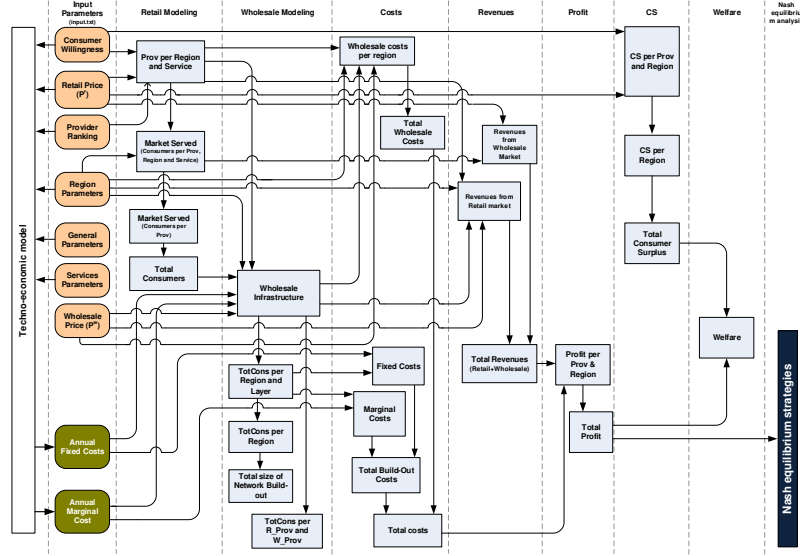 Input
Parameters
(input.txt)
Retail Modeling
Wholesale Modeling
Costs
Revenues
Profit
CS
Welfare
Nash
equilibriu
m analysi
Techno-economic model
Consumer
Willingness
Retail Price
(Pʳ)
Provider
Ranking
Region
Parameters
General
Parameters
Services
Parameters
Wholesale
Price (Pʷ)
Annual
Fixed Costs
Annual
Marginal
Cost
Prov per Region
and Service
Market Served
(Consumers per Prov,
Region and Service)
Market Served
(Consumers per
Prov)
Total
Consumers
Wholesale
Infrastructure
TotCons per
Region and
Layer
TotCons per
Region
Total size of
Network Build-
out
TotCons per
R_Prov and
W_Prov
Wholesale costs
per region
Total
Wholesale
Costs
Fixed Costs
Marginal
Costs
Total Build-Out
Costs
Total costs
Revenues
from
Wholesale
Market
Revenues from
Retail market
Total Revenues
(Retail+Wholesale)
Profit per
Prov &
Region
Total
Profit
CS per Prov
and Region
CS per
Region
Total
Consumer
Surplus
Welfare
Nash equilibrium strategies